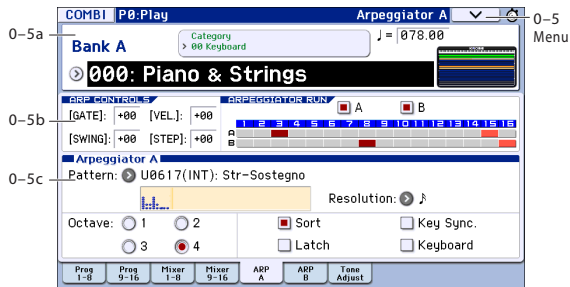 COMBI P0:Play Arpeggiator A
0–5 Menu
0–5a
Bank A
Category
00 Keyboard
♩= 078.00
KRONOS
000: Piano & Strings
0–5b
ARP CONTROLS
ARPEGGIATOR RUN
A B
[GATE]: +00 [VEL.]: +00
[SWING]: +00 [STEP]: +00
1 2 3 4 5 6 7 8 9 10 11 12 13 14 15 16
A
B
0–5c
Arpeggiator A
Pattern: U0617(INT): Str-Sostegno
Resolution: ♪
Octave: 1 2
3 4
Sort Key Sync.
Latch Keyboard
Prog 1-8 Prog 9-16 Mixer 1-8 Mixer 9-16 ARP A ARP B Tone Adjust